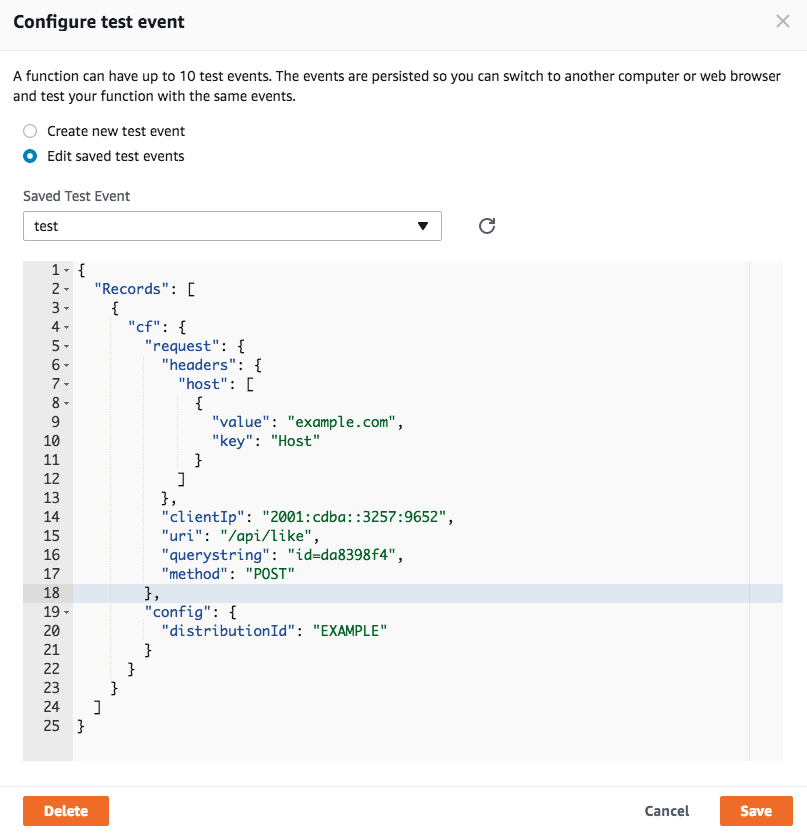 Configure test event
A function can have up to 10 test events. The events are persisted so you can switch to another computer or web browser
and test your function with the same events.
Create new test event
Edit saved test events
Saved Test Event
test
1 {
2 "Records": [
3 {
4 "cf": {
5 "request": {
6 "headers": {
7 "host": [
8 {
9 "value": "example.com",
10 "key": "Host"
11 }
12 ]
13 },
14 "clientIp": "2001:cdba::3257:9652",
15 "uri": "/api/like",
16 "querystring": "id=da8398f4",
17 "method": "POST"
18 },
19 "config": {
20 "distributionId": "EXAMPLE"
21 }
22 }
23 }
24 ]
25 }
Delete Cancel Save